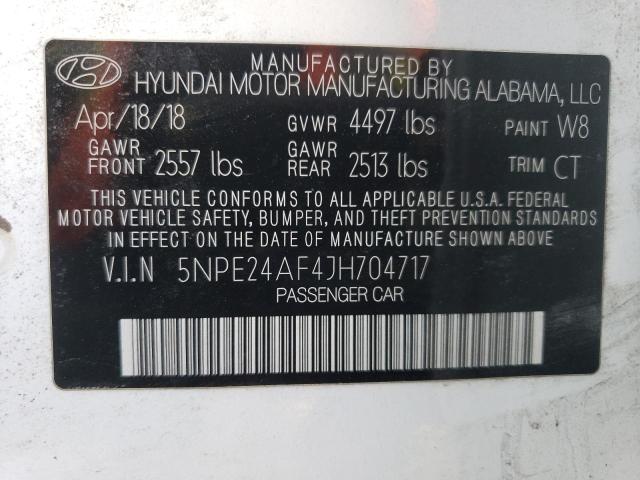 MANUFACTURED BY
HYUNDAI MOTOR MANUFACTURING ALABAMA, LLC
Apr/18/18 GVWR 4497 lbs PAINT W8
GAWR FRONT 2557 lbs GAWR REAR 2513 lbs TRIM CT
THIS VEHICLE CONFORMS TO ALL APPLICABLE U.S.A. FEDERAL
MOTOR VEHICLE SAFETY, BUMPER, AND THEFT PREVENTION STANDARDS
IN EFFECT ON THE DATE OF MANUFACTURE SHOWN ABOVE
V.I.N 5NPE24AF4JH704717
PASSENGER CAR